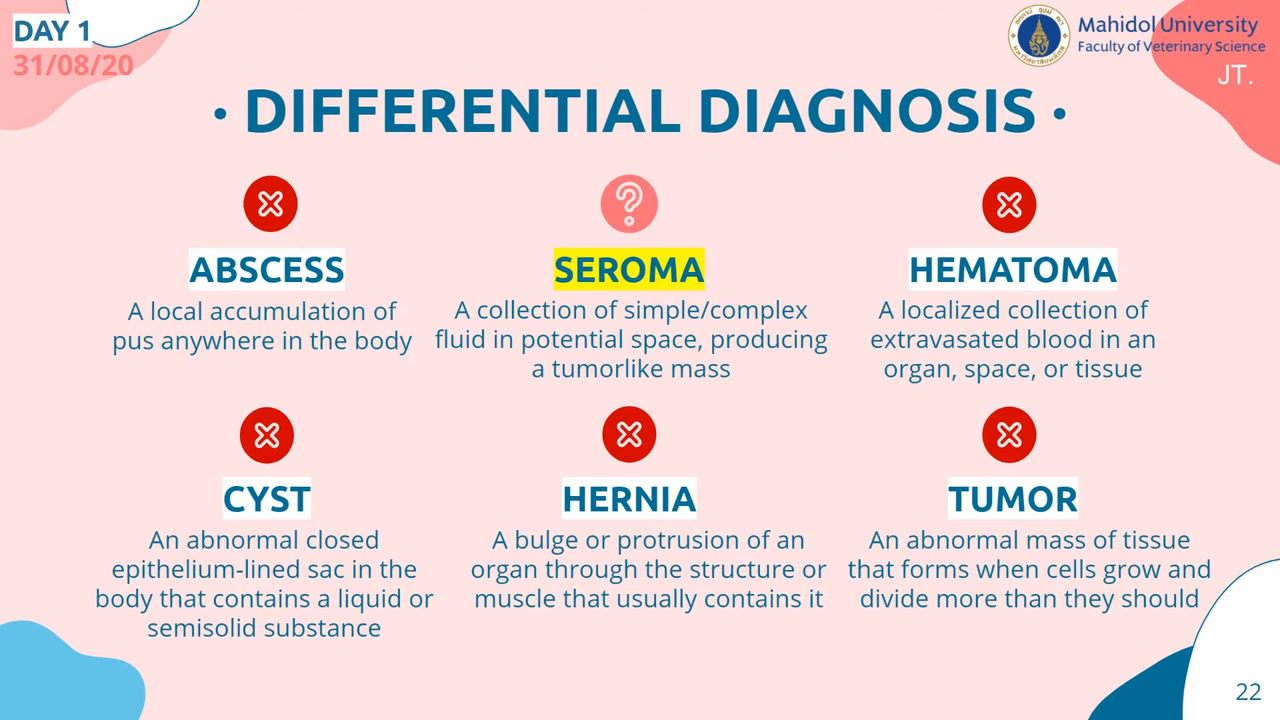 DAY 1
31/08/20
Mahidol University
Faculty of Veterinary Science
JT.
• DIFFERENTIAL DIAGNOSIS •
ABSCESS
A local accumulation of
pus anywhere in the body
SEROMA
A collection of simple/complex
fluid in potential space, producing
a tumorlike mass
HEMATOMA
A localized collection of
extravasated blood in an
organ, space, or tissue
CYST
An abnormal closed
epithelium-lined sac in the
body that contains a liquid or
semisolid substance
HERNIA
A bulge or protrusion of an
organ through the structure or
muscle that usually contains it
TUMOR
An abnormal mass of tissue
that forms when cells grow and
divide more than they should
22